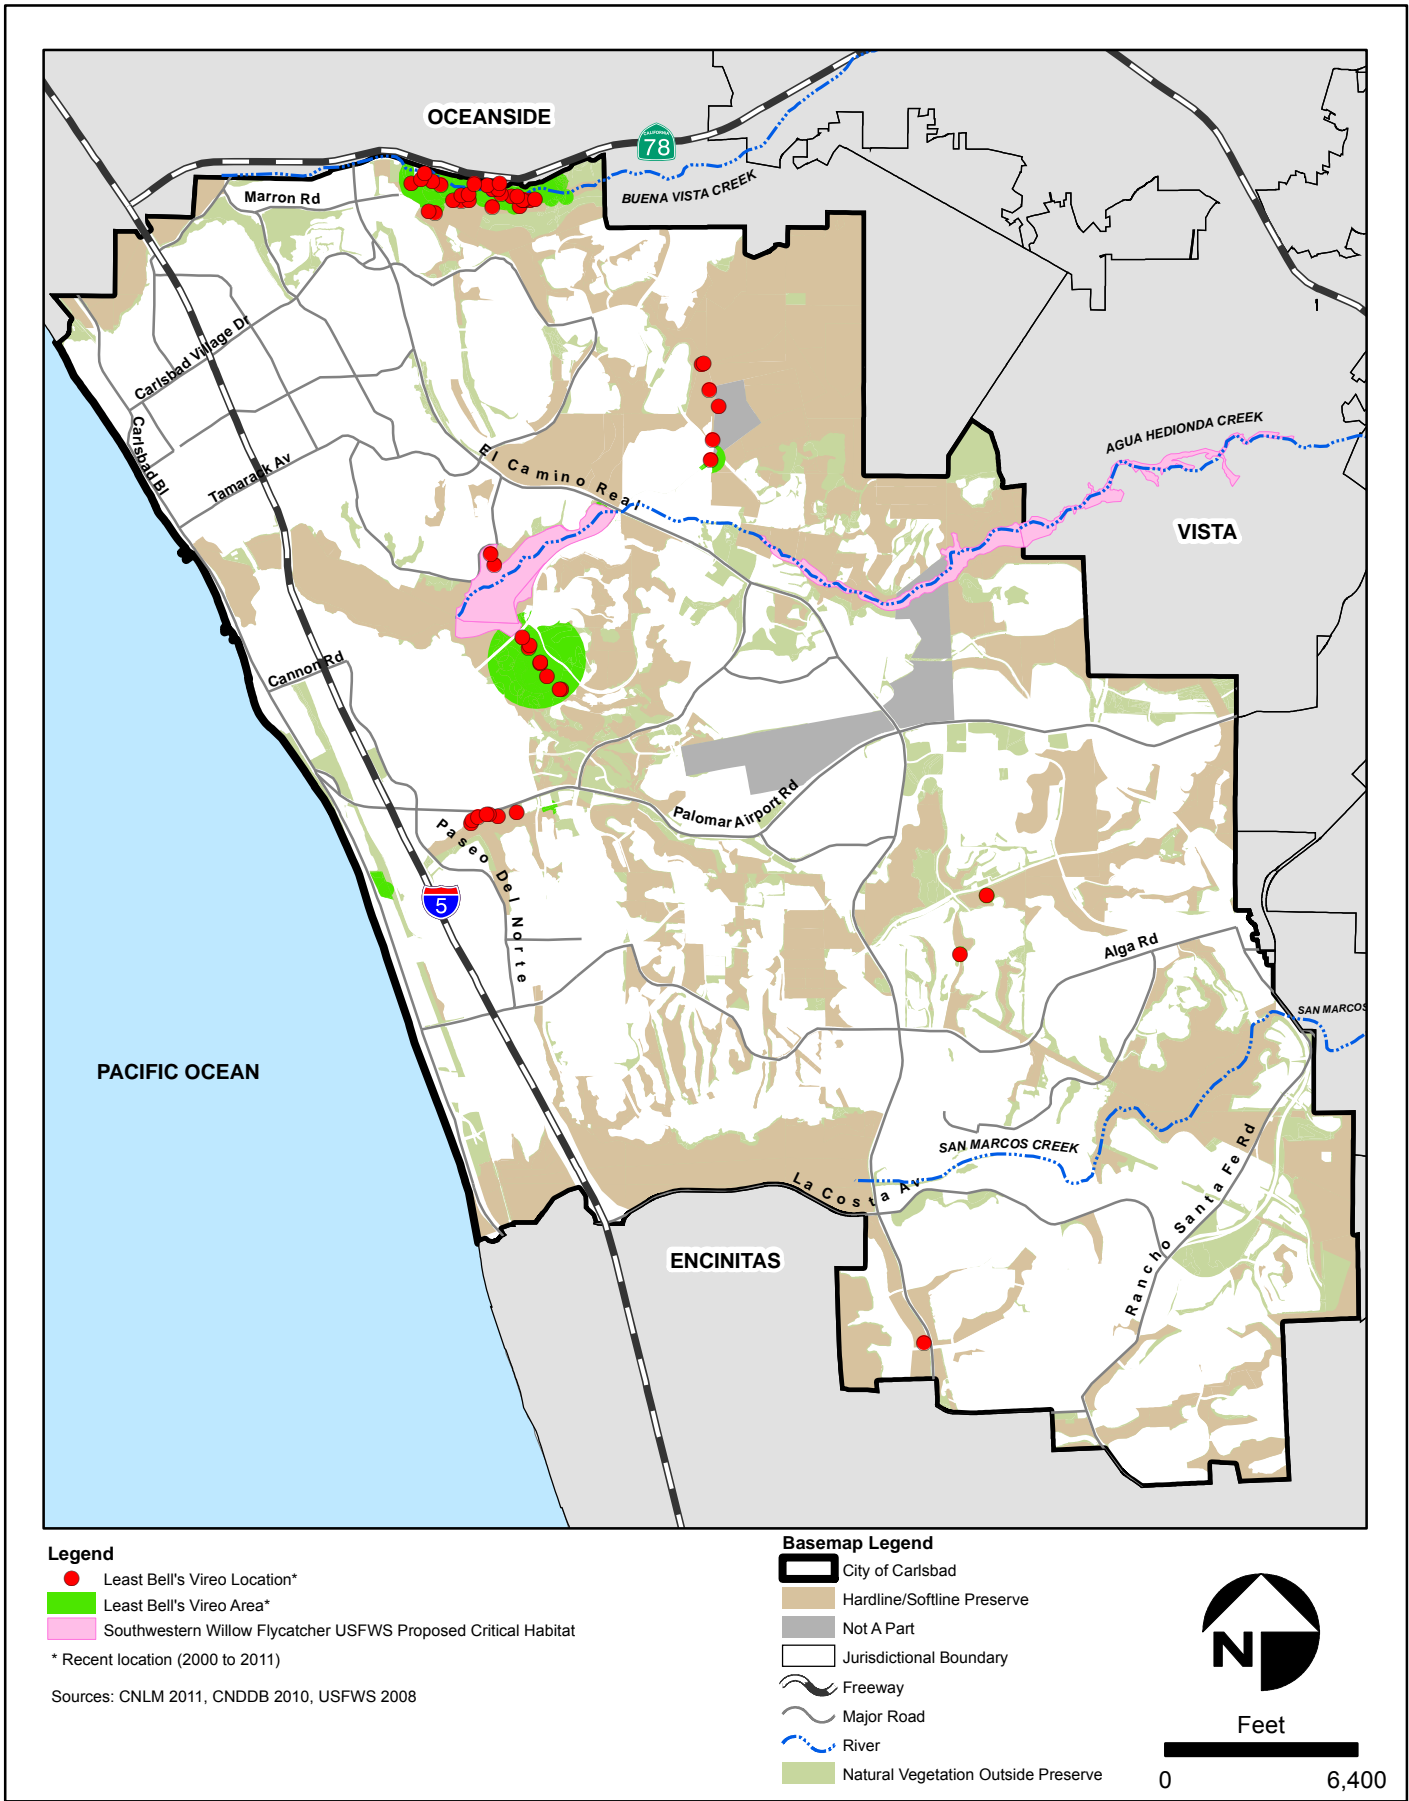 OCEANSIDE
CALIFORNIA
78
BUENA VISTA CREEK
Marron Rd
Carlsbad Village Dr
Carlsbad Bl
Tamarack Av
El Camino Real
AGUA HEDIONDA CREEK
VISTA
Cannon Rd
Palomar Airport Rd
Paseo Del Norte
5
Alga Rd
SAN MARCOS
PACIFIC OCEAN
SAN MARCOS CREEK
La Costa Av
Rancho Santa Fe Rd
ENCINITAS
Legend
Least Bell's Vireo Location*
Least Bell's Vireo Area*
Southwestern Willow Flycatcher USFWS Proposed Critical Habitat
* Recent location (2000 to 2011)
Sources: CNLM 2011, CNDDB 2010, USFWS 2008
Basemap Legend
City of Carlsbad
Hardline/Softline Preserve
Not A Part
Jurisdictional Boundary
Freeway
Major Road
River
Natural Vegetation Outside Preserve
N
Feet
0 6,400